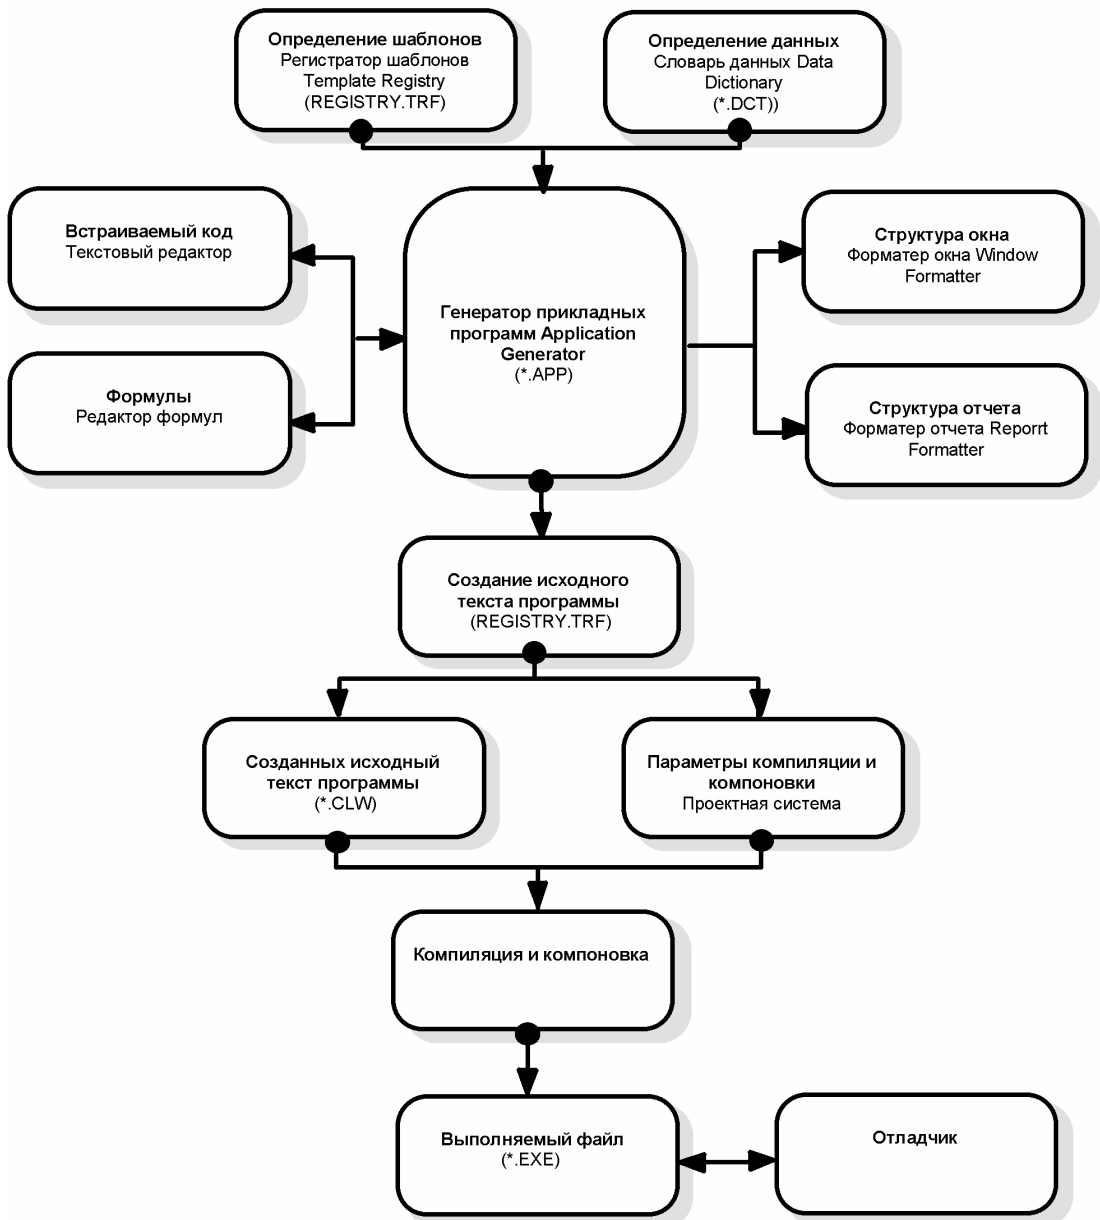 Определение шаблонов
Регистратор шаблонов
Template Registry
(REGISTRY.TRF)
Определение данных
Словарь данных Data
Dictionary
(*.DCT))
Встраиваемый код
Текстовый редактор
Генератор прикладных
программ Application
Generator
(*.APP)
Структура окна
Форматер окна Window
Formatter
Формулы
Редактор формул
Структура отчета
Форматер отчета Reporrt
Formatter
Создание исходного
текста программы
(REGISTRY.TRF)
Созданных исходный
текст программы
(*.CLW)
Параметры компиляции и
компоновки
Проектная система
Компиляция и компоновка
Выполняемый файл
(*.EXE)
Отладчик